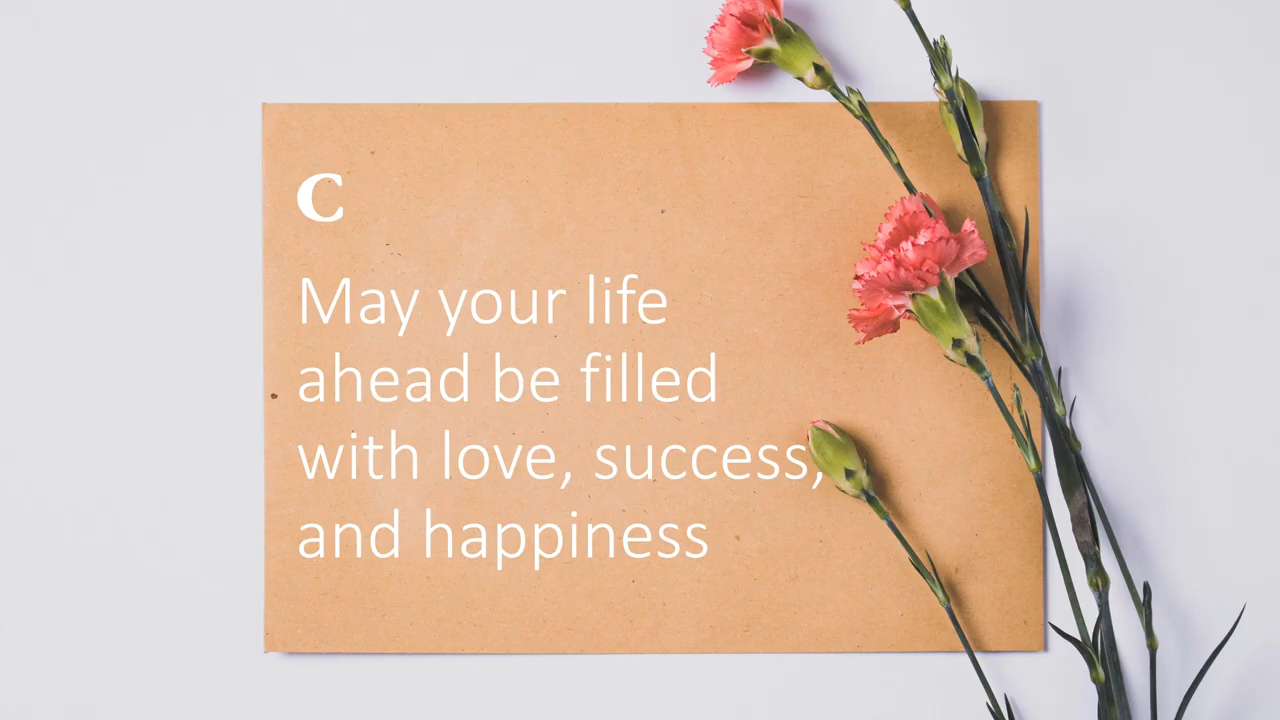 C
May your life
ahead be filled
with love, success,
and happiness